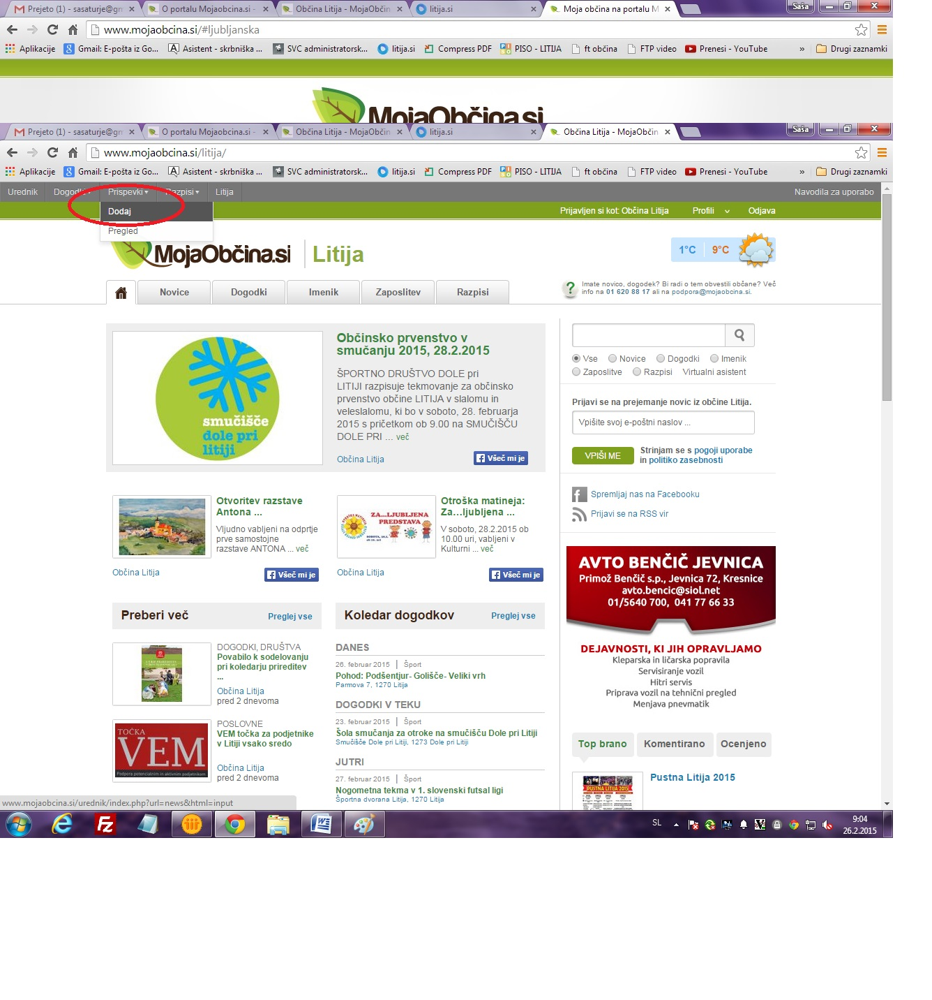 Prejeto (1) - sasaturje@gm
O portalu Mojaobcina.si -
Občina Litija - MojaObčin
litija.si
Moja občina na portalu M
Saša
www.mojaobcina.si/#ljubljanska
Aplikacije
Gmail: E-pošta iz Go...
Asistent - skrbniška ...
SVC administratorsk...
litija.si
Compress PDF
PISO - LITIJA
ft občina
FTP video
Prenesi - YouTube
»
Drugi zaznamki
MojaObčina.si
Prejeto (1) - sasaturje@gm
O portalu Mojaobcina.si -
Občina Litija - MojaObčin
litija.si
Občina Litija - MojaObčin
Saša
www.mojaobcina.si/litija/
Aplikacije
Gmail: E-pošta iz Go...
Asistent - skrbniška ...
SVC administratorsk...
litija.si
Compress PDF
PISO - LITIJA
ft občina
FTP video
Prenesi - YouTube
»
Drugi zaznamki
Urednik
Dogodki
Prispevki
Razpisi
Litija
Navodila za uporabo
Dodaj
Pregled
Prijavljen si kot: Občina Litija
Profili
Odjava
MojaObčina.si
Litija
1°C
9°C
Novice
Dogodki
Imenik
Zaposlitev
Razpisi
Imate novico, dogodek? Bi radi o tem obvestili občane? Več
info na 01 620 88 17 ali na podpora@mojaobcina.si.
smučišče
dole pri
litiji
Občinsko prvenstvo v
smučanju 2015, 28.2.2015
ŠPORTNO DRUŠTVO DOLE pri
LITIJI razpisuje tekmovanje za občinsko
prvenstvo občine LITIJA v slalomu in
veleslalomu, ki bo v soboto, 28. februarja
2015 s pričetkom ob 9.00 na SMUČIŠČU
DOLE PRI ... več
Občina Litija
Všeč mi je
Vse
Novice
Dogodki
Imenik
Zaposlitve
Razpisi
Virtualni asistent
Prijavi se na prejemanje novic iz občine Litija.
Vpišite svoj e-poštni naslov ...
VPIŠI ME
Strinjam se s pogoji uporabe
in politiko zasebnosti
Spremljaj nas na Facebooku
Prijavi se na RSS vir
Otvoritev razstave
Antona ...
Vljudno vabljeni na odprtje
prve samostojne
razstave ANTONA ... več
Občina Litija
Všeč mi je
ZA...LJUBLJENA
PREDSTAVA
Otroška matineja:
Za...ljubljena ...
V soboto, 28.2.2015 ob
10.00 uri, vabljeni v
Kulturni ... več
Občina Litija
Všeč mi je
AVTO BENČIČ JEVNICA
Primož Benčič s.p., Jevnica 72, Kresnice
avto.bencic@siol.net
01/5640 700, 041 77 66 33
DEJAVNOSTI, KI JIH OPRAVLJAMO
Kleparska in ličarska popravila
Servisiranje vozil
Hitri servis
Priprava vozil na tehnični pregled
Menjava pnevmatik
Preberi več
Preglej vse
DOGODKI, DRUŠTVA
Povabilo k sodelovanju
pri koledarju prireditev
...
Občina Litija
pred 2 dnevoma
TOČKA
VEM
Podpora potencialnim in aktivnim podjetnikom
POSLOVNE
VEM točka za podjetnike
v Litiji vsako sredo
Občina Litija
pred 2 dnevoma
Koledar dogodkov
Preglej vse
DANES
26. februar 2015 | Šport
Pohod: Podšentjur- Golišče- Veliki vrh
Parmova 7, 1270 Litija
DOGODKI V TEKU
23. februar 2015 | Šport
Šola smučanja za otroke na smučišču Dole pri Litiji
Smučišče Dole pri Litiji, 1273 Dole pri Litiji
JUTRI
27. februar 2015 | Šport
Nogometna tekma v 1. slovenski futsal ligi
Športna dvorana Litija, 1270 Litija
Top brano
Komentirano
Ocenjeno
PUSTNA LITIJA 2015
Pustna Litija 2015
www.mojaobcina.si/urednik/index.php?url=news&html=input
SL
9:04
26.2.2015